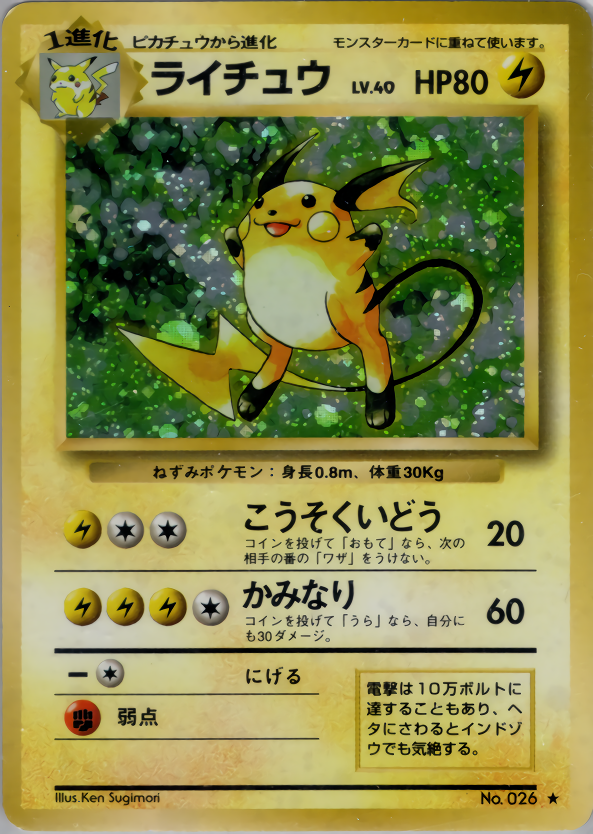 1進化 ピカチュウから進化 モンスターカードに重ねて使います。
ライチュウ LV.40 HP80
ねずみポケモン：身長0.8m、体重30Kg
こうそくいどう 20
コインを投げて「おもて」なら、次の
相手の番の「ワザ」をうけない。
かみなり 60
コインを投げて「うら」なら、自分に
も30ダメージ。
にげる
弱点
電撃は10万ボルトに
達することもあり、ヘ
タにさわるとインドゾ
ウでも気絶する。
Illus.Ken Sugimori No. 026 ★